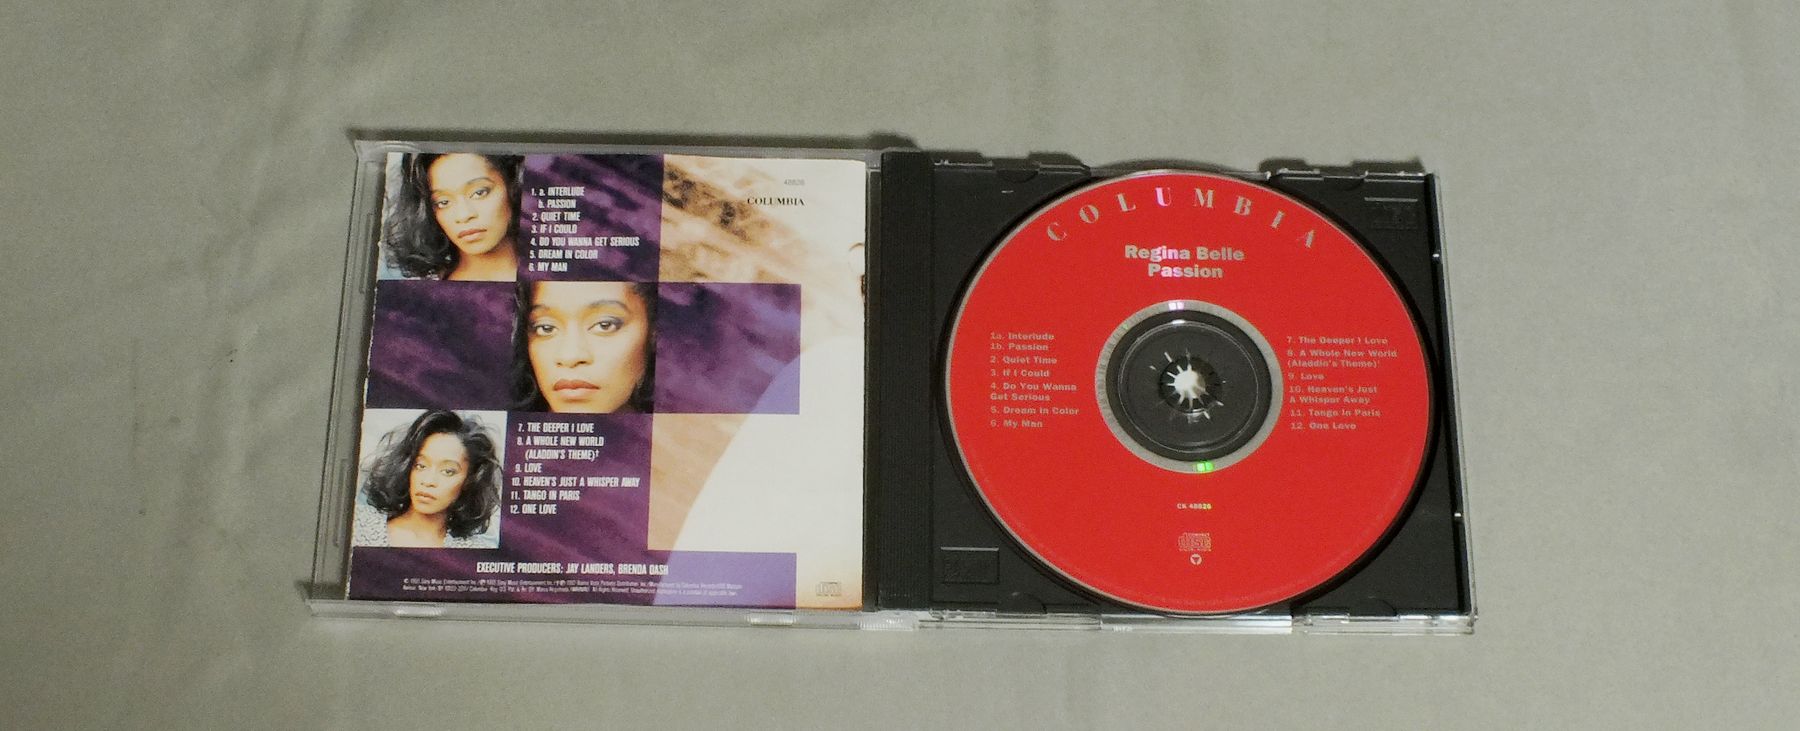 1. a. INTERLUDE
b. PASSION
2. QUIET TIME
3. IF I COULD
4. DO YOU WANNA GET SERIOUS
5. DREAM IN COLOR
6. MY MAN
48826
COLUMBIA
7. THE DEEPER I LOVE
8. A WHOLE NEW WORLD
(ALADDIN'S THEME)†
9. LOVE
10. HEAVEN'S JUST A WHISPER AWAY
11. TANGO IN PARIS
12. ONE LOVE
EXECUTIVE PRODUCERS: JAY LANDERS, BRENDA DASH
COLUMBIA
Regina Belle
Passion
1a. Interlude
1b. Passion
2. Quiet Time
3. If I Could
4. Do You Wanna
Get Serious
5. Dream in Color
6. My Man
7. The Deeper I Love
8. A Whole New World
(Aladdin's Theme)
9. Love
10. Heaven's Just
A Whisper Away
11. Tango In Paris
12. One Love
CK 48826
disc